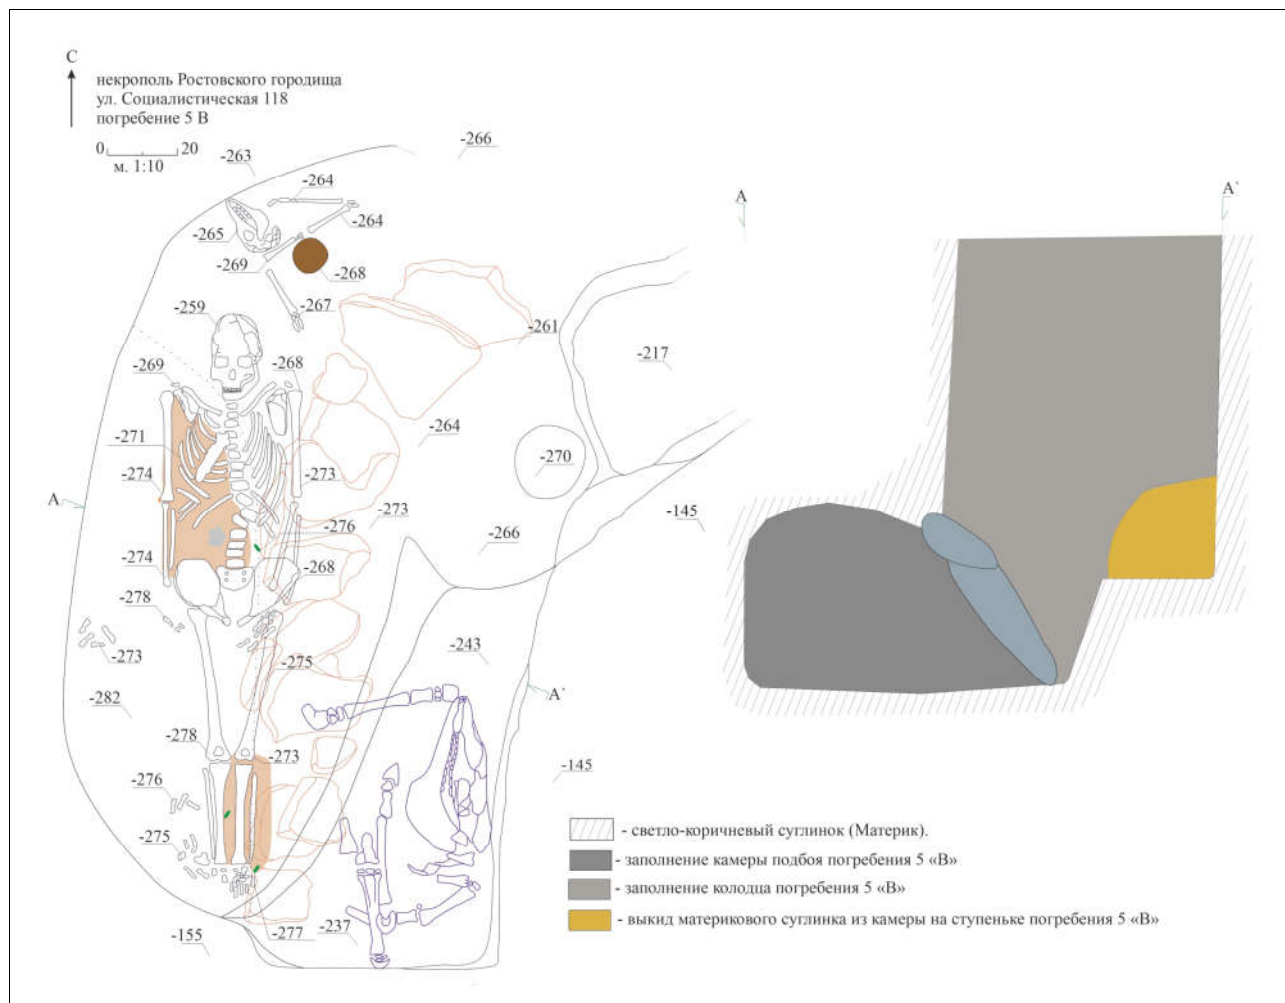 С
некрополь Ростовского городища
ул. Социалистическая 118
погребение 5 В
0 20
м. 1:10
-263
-266
-264
-264
-265
-269
-268
-267
-259
-261
-217
-269
-268
-264
-271
-274
-273
-270
А
-273
-276
-145
-266
-274
-268
-278
-273
-243
-275
А`
-282
-278
-273
-276
-145
-275
-155
-277
-237
А
А`
- светло-коричневый суглинок (Материк).
- заполнение камеры подбоя погребения 5 «В»
- заполнение колодца погребения 5 «В»
- выкид материкового суглинка из камеры на ступеньке погребения 5 «В»